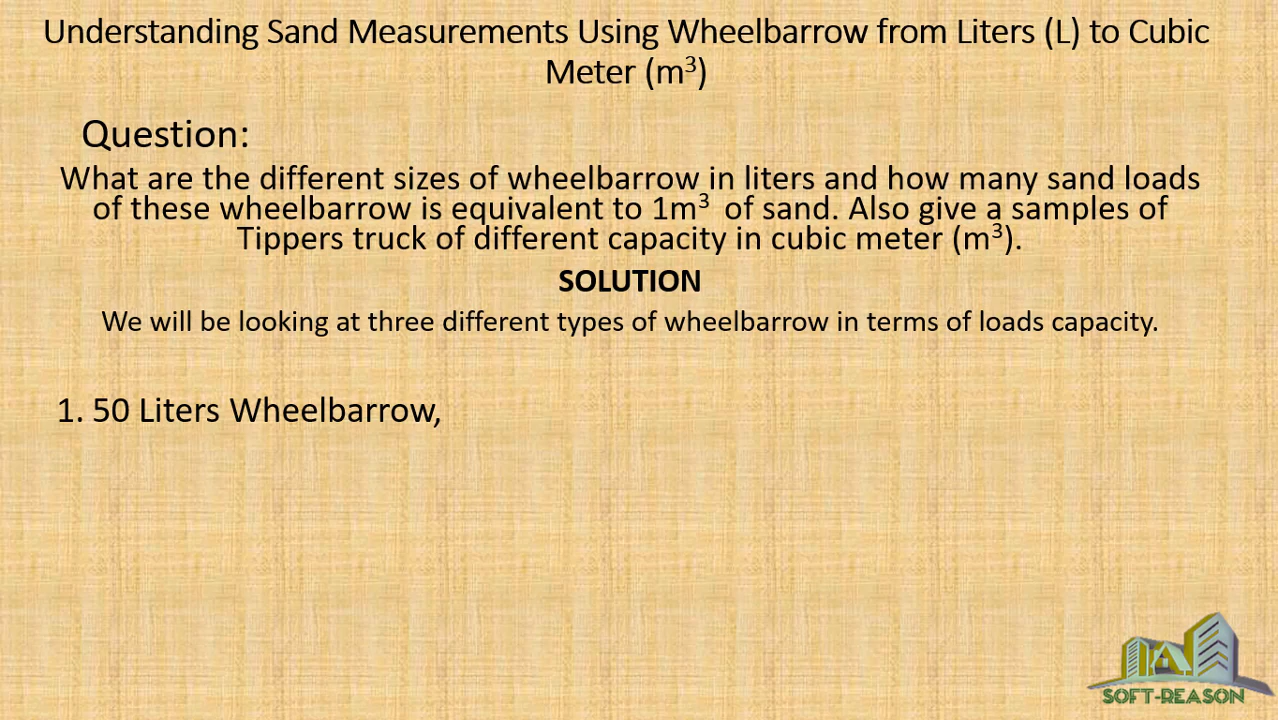 Understanding Sand Measurements Using Wheelbarrow from Liters (L) to Cubic
Meter (m³)
Question:
What are the different sizes of wheelbarrow in liters and how many sand loads
of these wheelbarrow is equivalent to 1m³ of sand. Also give a samples of
Tippers truck of different capacity in cubic meter (m³).
SOLUTION
We will be looking at three different types of wheelbarrow in terms of loads capacity.
1. 50 Liters Wheelbarrow,
SOFT-REASON